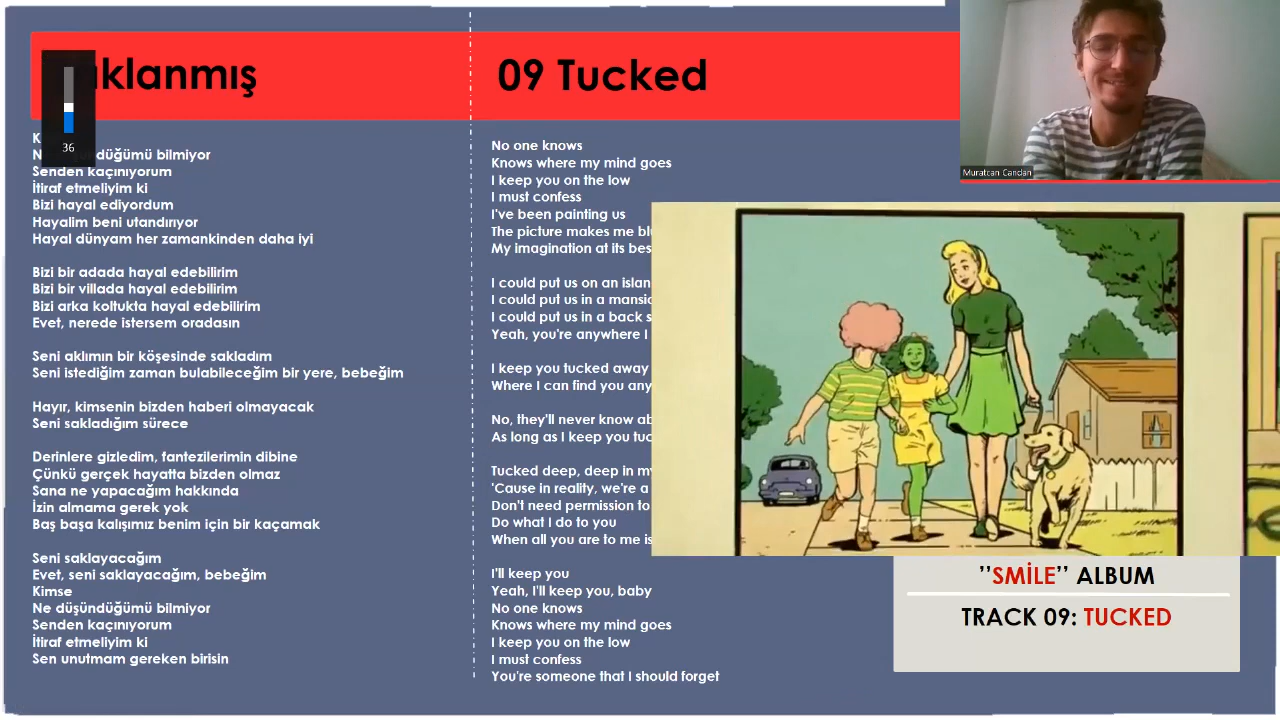 klanmış
36
düğümü bilmiyor
Senden kaçınıyorum
İtiraf etmeliyim ki
Bizi hayal ediyordum
Hayalim beni utandırıyor
Hayal dünyam her zamankinden daha iyi
Bizi bir adada hayal edebilirim
Bizi bir villada hayal edebilirim
Bizi arka koltukta hayal edebilirim
Evet, nerede istersem oradasın
Seni aklımın bir köşesinde sakladım
Seni istediğim zaman bulabileceğim bir yere, bebeğim
Hayır, kimsenin bizden haberi olmayacak
Seni sakladığım sürece
Derinlere gizledim, fantezilerimin dibine
Çünkü gerçek hayatta bizden olmaz
Sana ne yapacağım hakkında
İzin almama gerek yok
Baş başa kalışımız benim için bir kaçamak
Seni saklayacağım
Evet, seni saklayacağım, bebeğim
Kimse
Ne düşündüğümü bilmiyor
Senden kaçınıyorum
İtiraf etmeliyim ki
Sen unutmam gereken birisin
09 Tucked
No one knows
Knows where my mind goes
I keep you on the low
I must confess
I've been painting us
The picture makes me bl
My imagination at its bes
I could put us on an islan
I could put us in a mansi
I could put us in a back s
Yeah, you're anywhere I
I keep you tucked away
Where I can find you any
No, they'll never know ab
As long as I keep you tuc
Tucked deep, deep in my
'Cause in reality, we're a
Don't need permission to
Do what I do to you
When all you are to me is
I'll keep you
Yeah, I'll keep you, baby
No one knows
Knows where my mind goes
I keep you on the low
I must confess
You're someone that I should forget
Muratcan Candan
’’SMİLE’’ ALBUM
TRACK 09: TUCKED